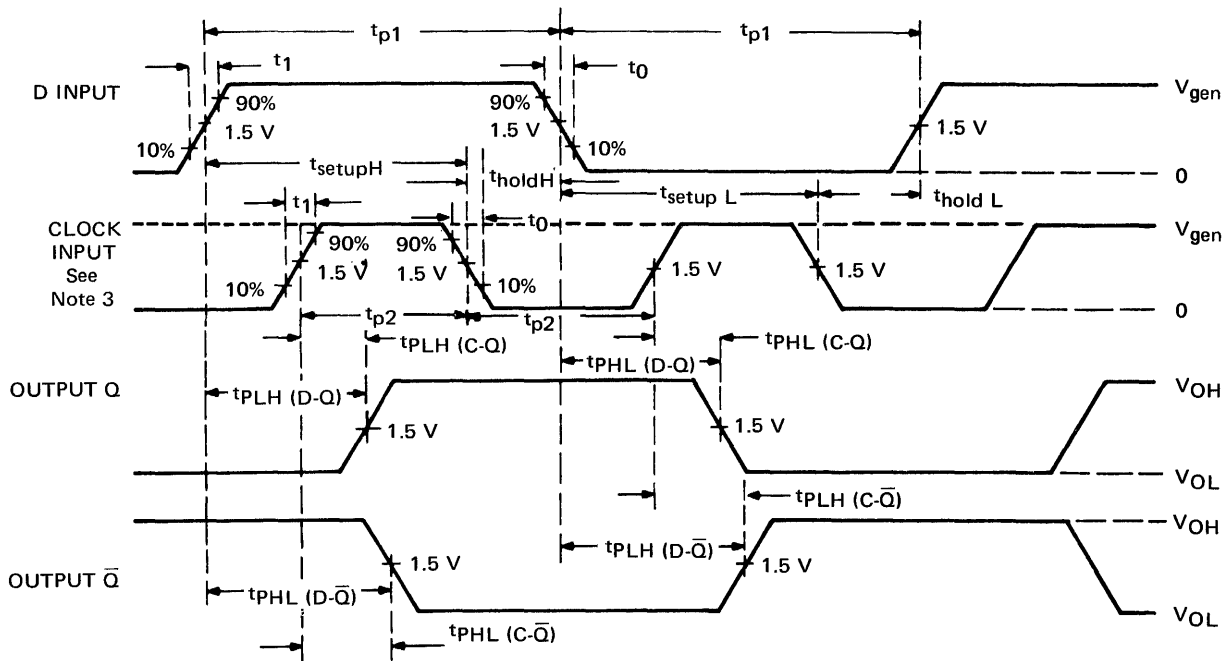 tp1 tp1
t1 t0
D INPUT 90% 90% Vgen
1.5 V 1.5 V 1.5 V
10% 10%
tsetupH
tholdH 0
tsetup L thold L
t1 t0
CLOCK Vgen
INPUT 90% 90%
See 1.5 V 1.5 V 1.5 V 1.5 V
Note 3 10% 10% 0
tp2 tp2
tPLH (C-Q) tPHL (C-Q)
tPHL (D-Q)
OUTPUT Q tPLH (D-Q) VOH
1.5 V 1.5 V
VOL
tPLH (C-Q̅)
VOH
tPLH (D-Q̅)
OUTPUT Q̅ 1.5 V 1.5 V
tPHL (D-Q̅)
VOL
tPHL (C-Q̅)